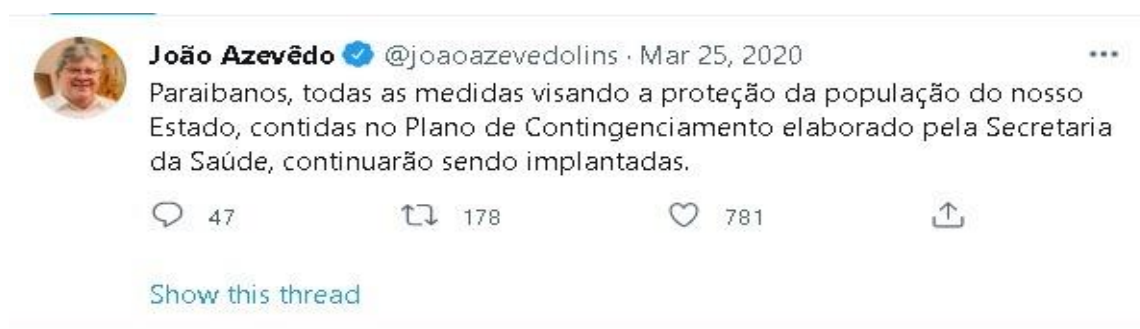 João Azevêdo @joaoazevedolins · Mar 25, 2020
Paraibanos, todas as medidas visando a proteção da população do nosso
Estado, contidas no Plano de Contingenciamento elaborado pela Secretaria
da Saúde, continuarão sendo implantadas.
47 178 781
Show this thread